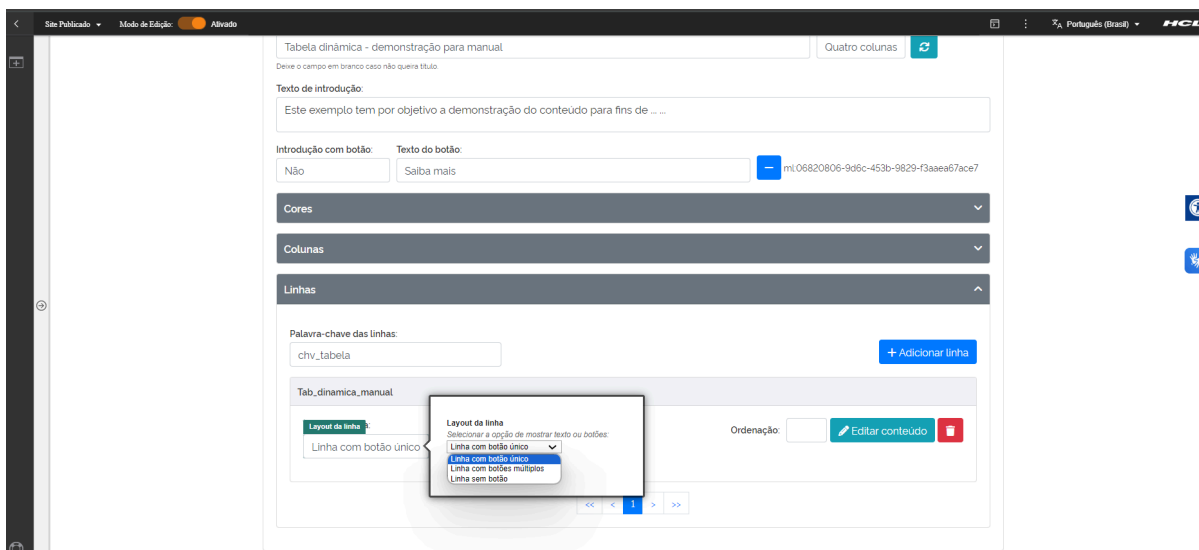 Site Publicado
Modo de Edição: Ativado
Português (Brasil)
HCL
Tabela dinâmica - demonstração para manual
Quatro colunas
Deixe o campo em branco caso não queira título.
Texto de introdução:
Este exemplo tem por objetivo a demonstração do conteúdo para fins de ... ...
Introdução com botão:
Texto do botão:
Não
Saiba mais
ml:06820806-9d6c-453b-9829-f3aaea67ace7
Cores
Colunas
Linhas
Palavra-chave das linhas:
chv_tabela
+ Adicionar linha
Tab_dinamica_manual
Layout da linha
Linha com botão único
Layout da linha
Selecionar a opção de mostrar texto ou botões:
Linha com botão único
Linha com botão único
Linha com botões múltiplos
Linha sem botão
Ordenação:
Editar conteúdo
<< < 1 > >>